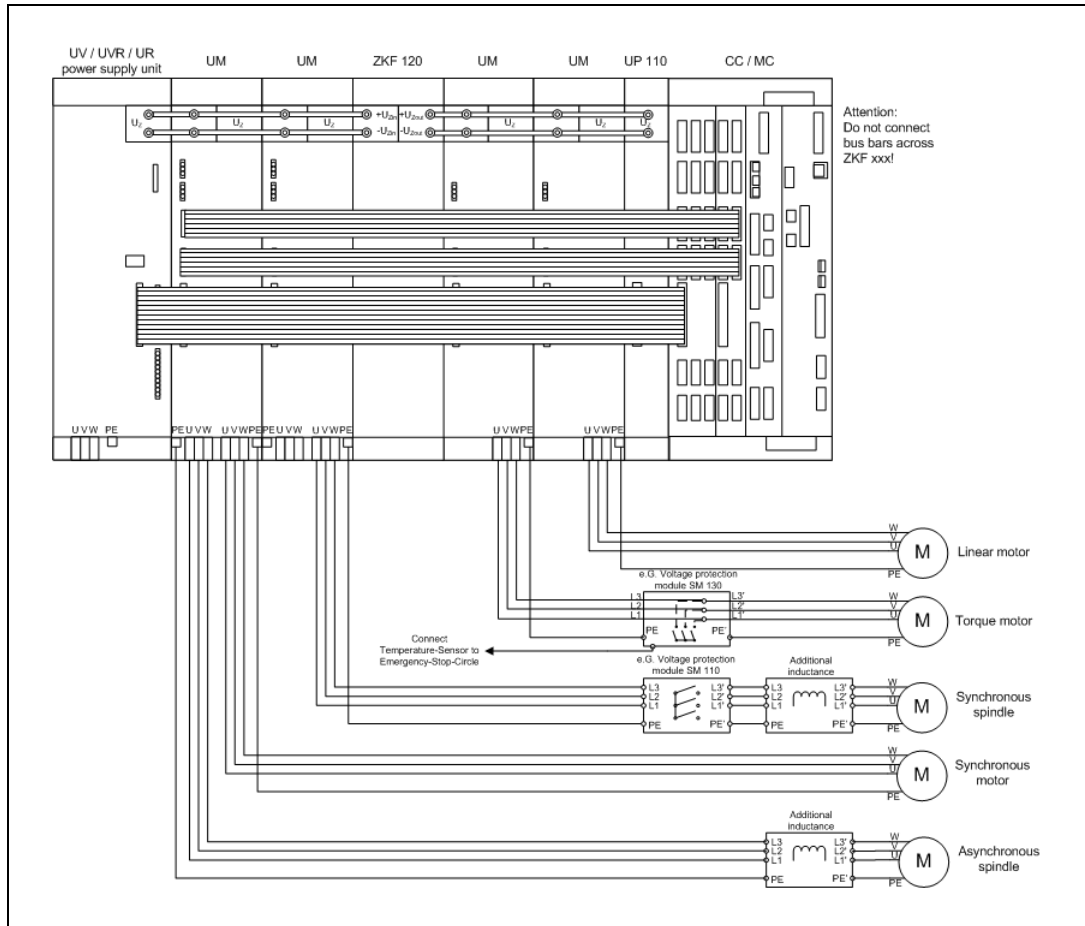 UV / UVR / UR
power supply unit
UM
UM
ZKF 120
UM
UM
UP 110
CC / MC
Attention:
Do not connect
bus bars across
ZKF xxx!
UZ UZ UZ +UZin +UZout UZ UZ UZ
-UZin -UZout
U V W PE
PE U V W U V W PE
PE U V W U V W PE
U V W PE
U V W PE
W
V
U
PE
M
Linear motor
e.G. Voltage protection
module SM 130
L3 L3'
L2 L2'
L1 L1'
PE PE'
W
V
U
PE
M
Torque motor
Connect
Temperature-Sensor to
Emergency-Stop-Circle
e.G. Voltage protection
module SM 110
L3 L3'
L2 L2'
L1 L1'
PE PE'
Additional
inductance
L3 L3'
L2 L2'
L1 L1'
PE PE'
W
V
U
PE
M
Synchronous
spindle
W
V
U
PE
M
Synchronous
motor
Additional
inductance
L3 L3'
L2 L2'
L1 L1'
PE PE'
W
V
U
PE
M
Asynchronous
spindle